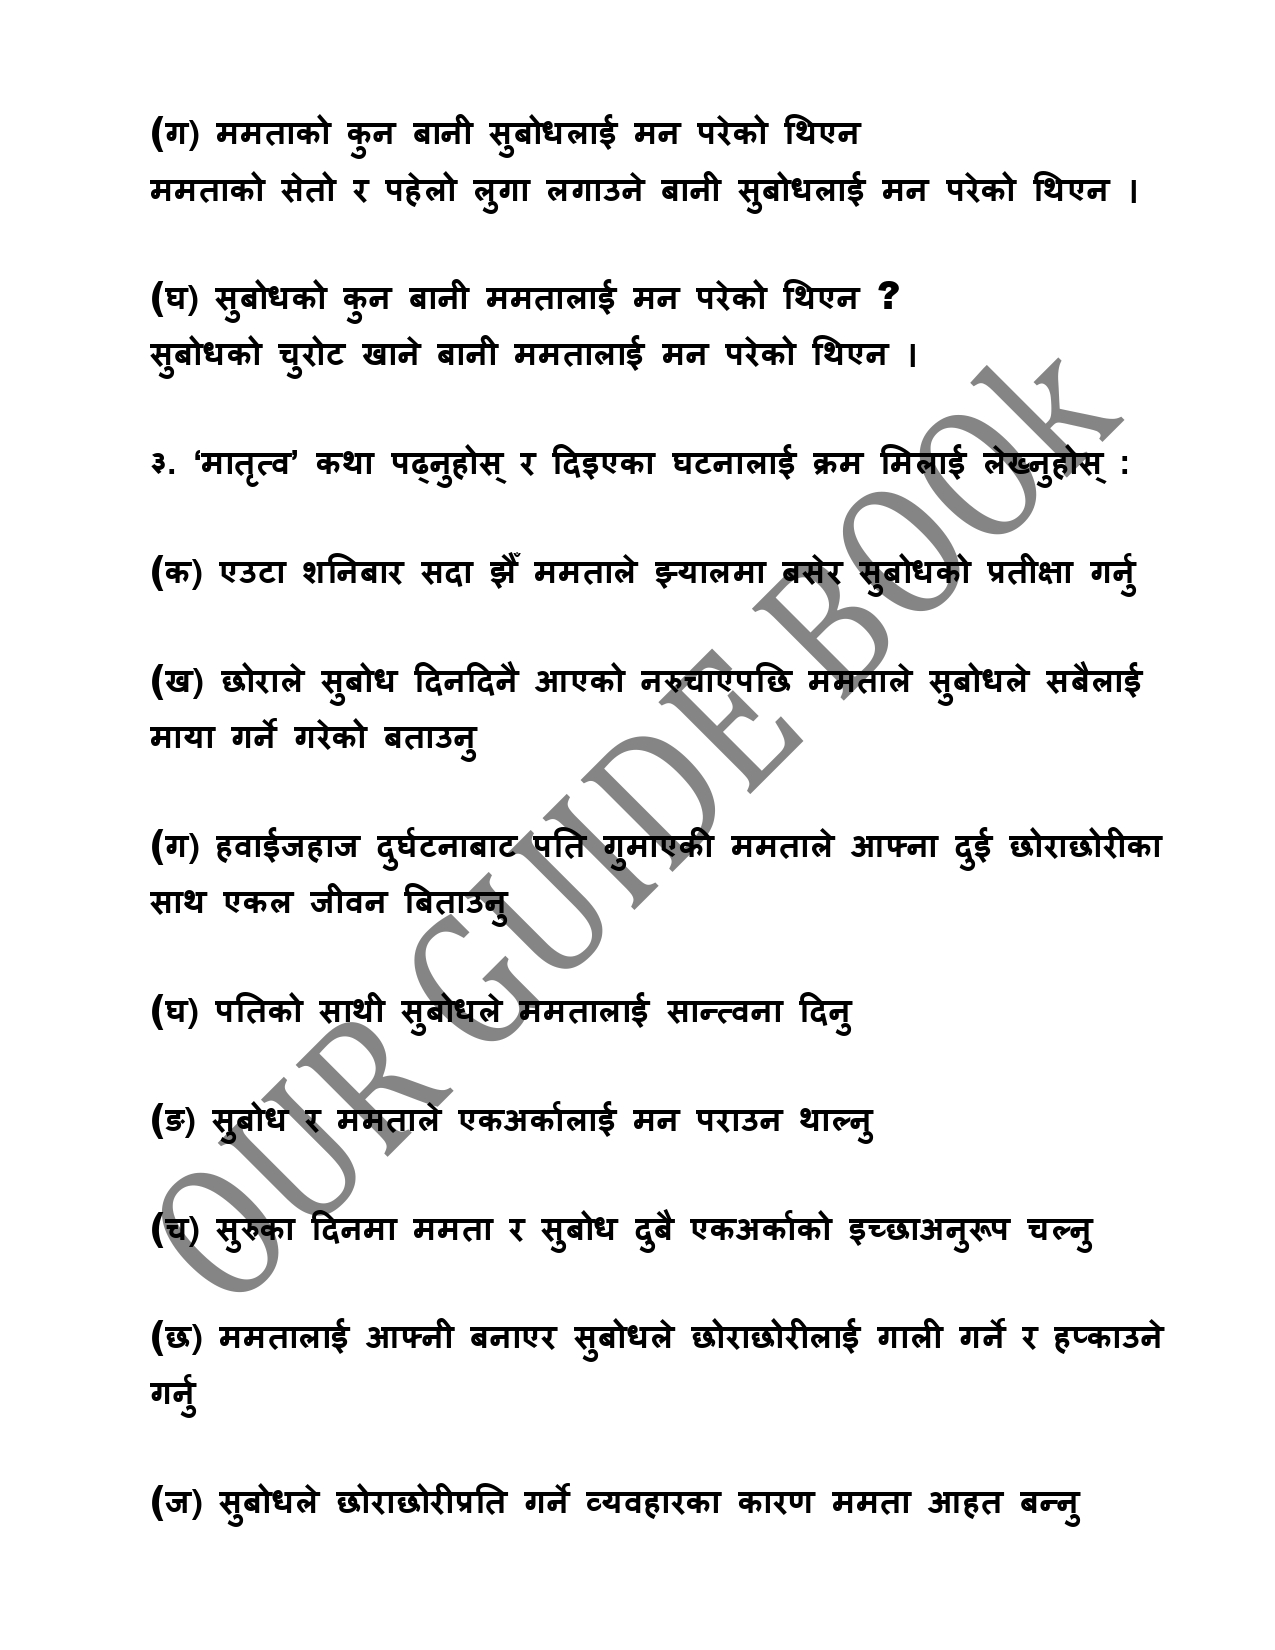 (ग) ममताको कुन बानी सुबोधलाई मन परेको थिएन
ममताको सेतो र पहेलो लुगा लगाउने बानी सुबोधलाई मन परेको थिएन ।
(घ) सुबोधको कुन बानी ममतालाई मन परेको थिएन ?
सुबोधको चुरोट खाने बानी ममतालाई मन परेको थिएन ।
३. ‘मातृत्व’ कथा पढ्नुहोस् र दिइएका घटनालाई क्रम मिलाई लेख्नुहोस् :
(क) एउटा शनिबार सदा झैँ ममताले झ्यालमा बसेर सुबोधको प्रतीक्षा गर्नु
(ख) छोराले सुबोध दिनदिनै आएको नरुचाएपछि ममताले सुबोधले सबैलाई
माया गर्ने गरेको बताउनु
(ग) हवाईजहाज दुर्घटनाबाट पति गुमाएकी ममताले आफ्ना दुई छोराछोरीका
साथ एकल जीवन बिताउनु
(घ) पतिको साथी सुबोधले ममतालाई सान्त्वना दिनु
(ङ) सुबोध र ममताले एकअर्कालाई मन पराउन थाल्नु
(च) सुरुका दिनमा ममता र सुबोध दुबै एकअर्काको इच्छाअनुरूप चल्नु
(छ) ममतालाई आफ्नी बनाएर सुबोधले छोराछोरीलाई गाली गर्ने र हप्काउने
गर्नु
(ज) सुबोधले छोराछोरीप्रति गर्ने व्यवहारका कारण ममता आहत बन्नु
OUR GUIDE BOOk